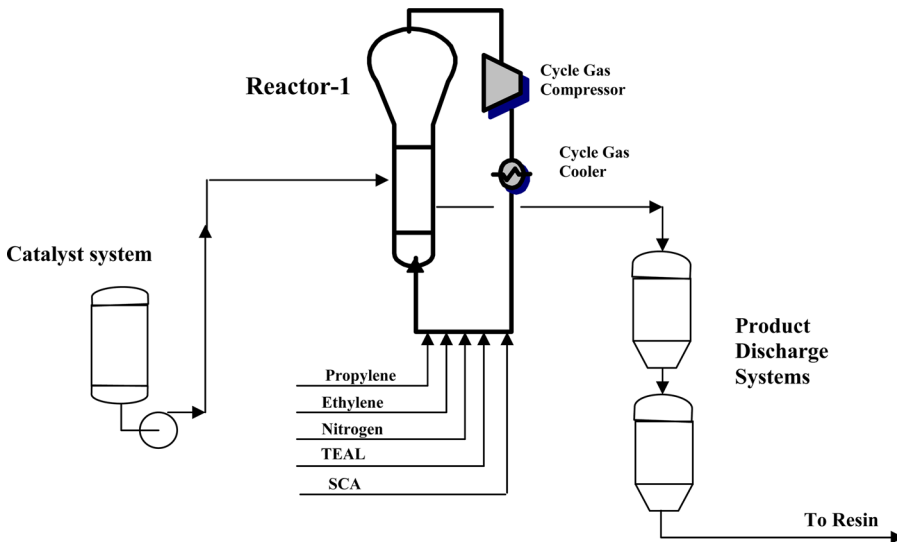 Reactor-1
Cycle Gas
Compressor
Cycle Gas
Cooler
Catalyst system
Product
Discharge
Systems
Propylene
Ethylene
Nitrogen
TEAL
SCA
To Resin